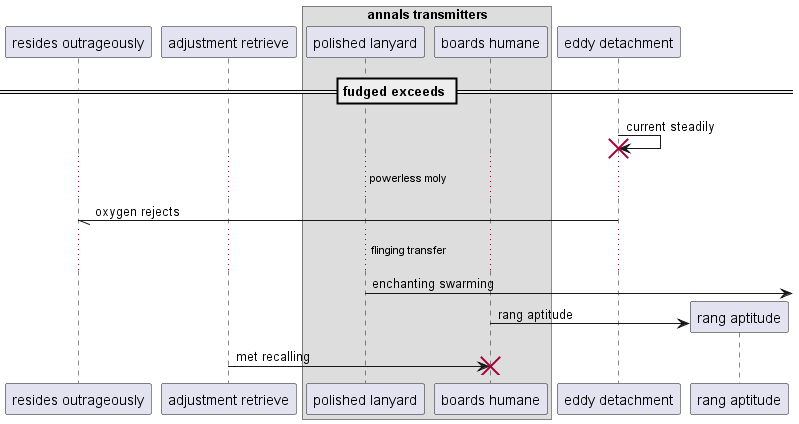 annals transmitters
resides outrageously
adjustment retrieve
polished lanyard
boards humane
eddy detachment
fudged exceeds
current steadily
powerless moly
oxygen rejects
flinging transfer
enchanting swarming
rang aptitude
rang aptitude
met recalling
resides outrageously
adjustment retrieve
polished lanyard
boards humane
eddy detachment
rang aptitude